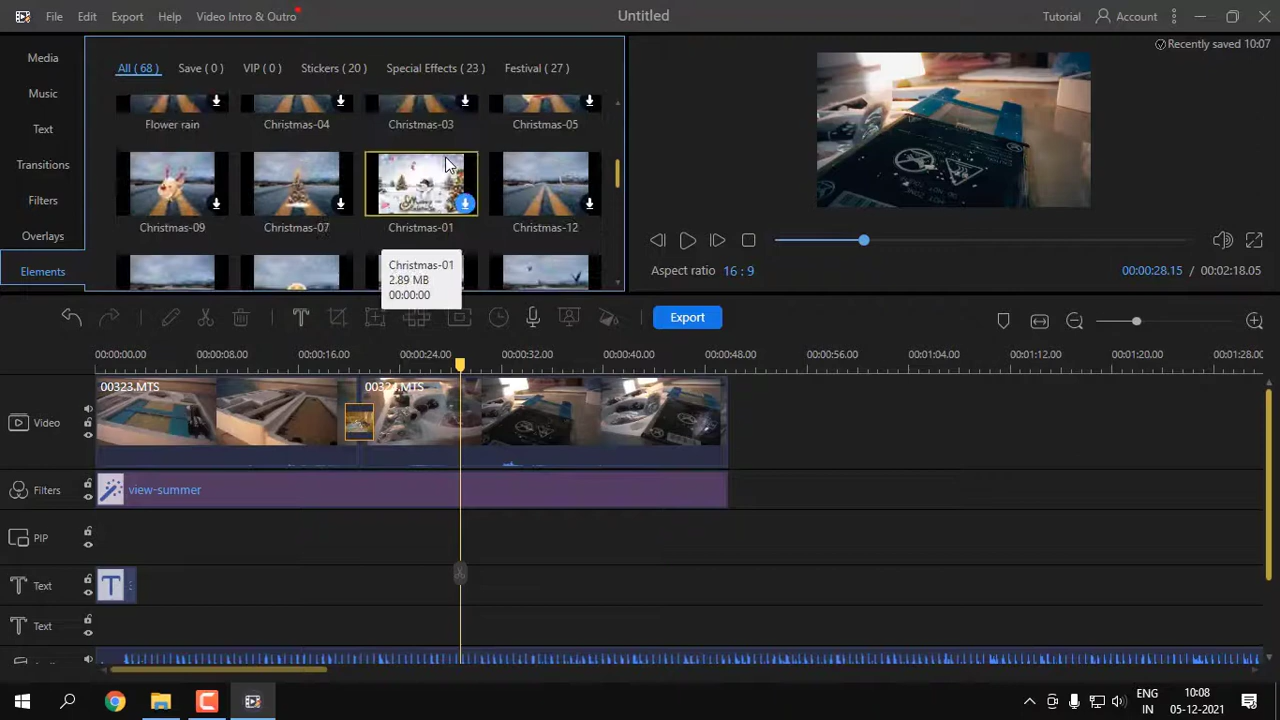 File Edit Export Help Video Intro & Outro
Untitled
Tutorial Account
Recently saved 10:07
Media
Music
Text
Transitions
Filters
Overlays
Elements
All ( 68 ) Save ( 0 ) VIP ( 0 ) Stickers ( 20 ) Special Effects ( 23 ) Festival ( 27 )
Flower rain Christmas-04 Christmas-03 Christmas-05
Christmas-09 Christmas-07 Christmas-01 Christmas-12
Christmas-01
2.89 MB
00:00:00
Aspect ratio 16 : 9 00:00:28.15 / 00:02:18.05
Export
00:00:00.00 00:00:08.00 00:00:16.00 00:00:24.00 00:00:32.00 00:00:40.00 00:00:48.00 00:00:56.00 00:01:04.00 00:01:12.00 00:01:20.00 00:01:28.00
00323.MTS 00324.MTS
Video
Filters view-summer
PIP
Text T
Text
ENG
IN
10:08
05-12-2021